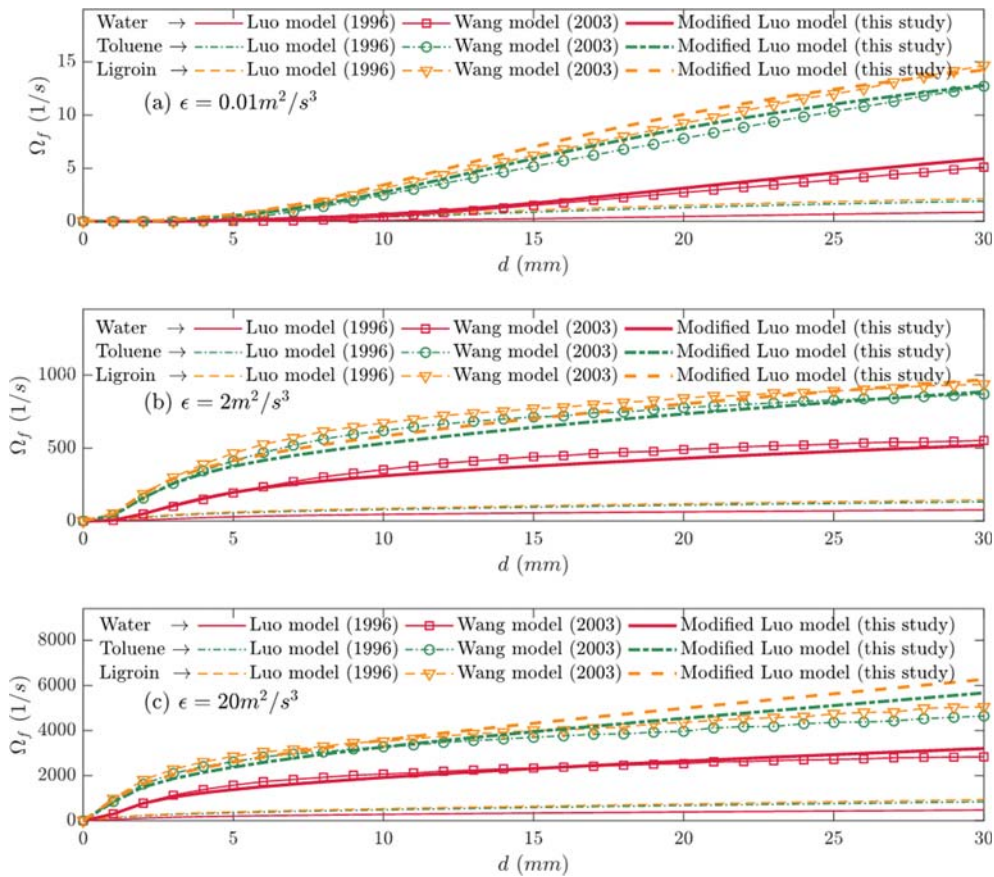 Water → Luo model (1996) Wang model (2003) Modified Luo model (this study)
Toluene → Luo model (1996) Wang model (2003) Modified Luo model (this study)
Ligroin → Luo model (1996) Wang model (2003) Modified Luo model (this study)
(a) ϵ = 0.01m²/s³
Ω_f (1/s)
15
10
5
0
0 5 10 15 20 25 30
d (mm)
Water → Luo model (1996) Wang model (2003) Modified Luo model (this study)
Toluene → Luo model (1996) Wang model (2003) Modified Luo model (this study)
Ligroin → Luo model (1996) Wang model (2003) Modified Luo model (this study)
(b) ϵ = 2m²/s³
Ω_f (1/s)
1000
500
0
0 5 10 15 20 25 30
d (mm)
Water → Luo model (1996) Wang model (2003) Modified Luo model (this study)
Toluene → Luo model (1996) Wang model (2003) Modified Luo model (this study)
Ligroin → Luo model (1996) Wang model (2003) Modified Luo model (this study)
(c) ϵ = 20m²/s³
Ω_f (1/s)
8000
6000
4000
2000
0
0 5 10 15 20 25 30
d (mm)